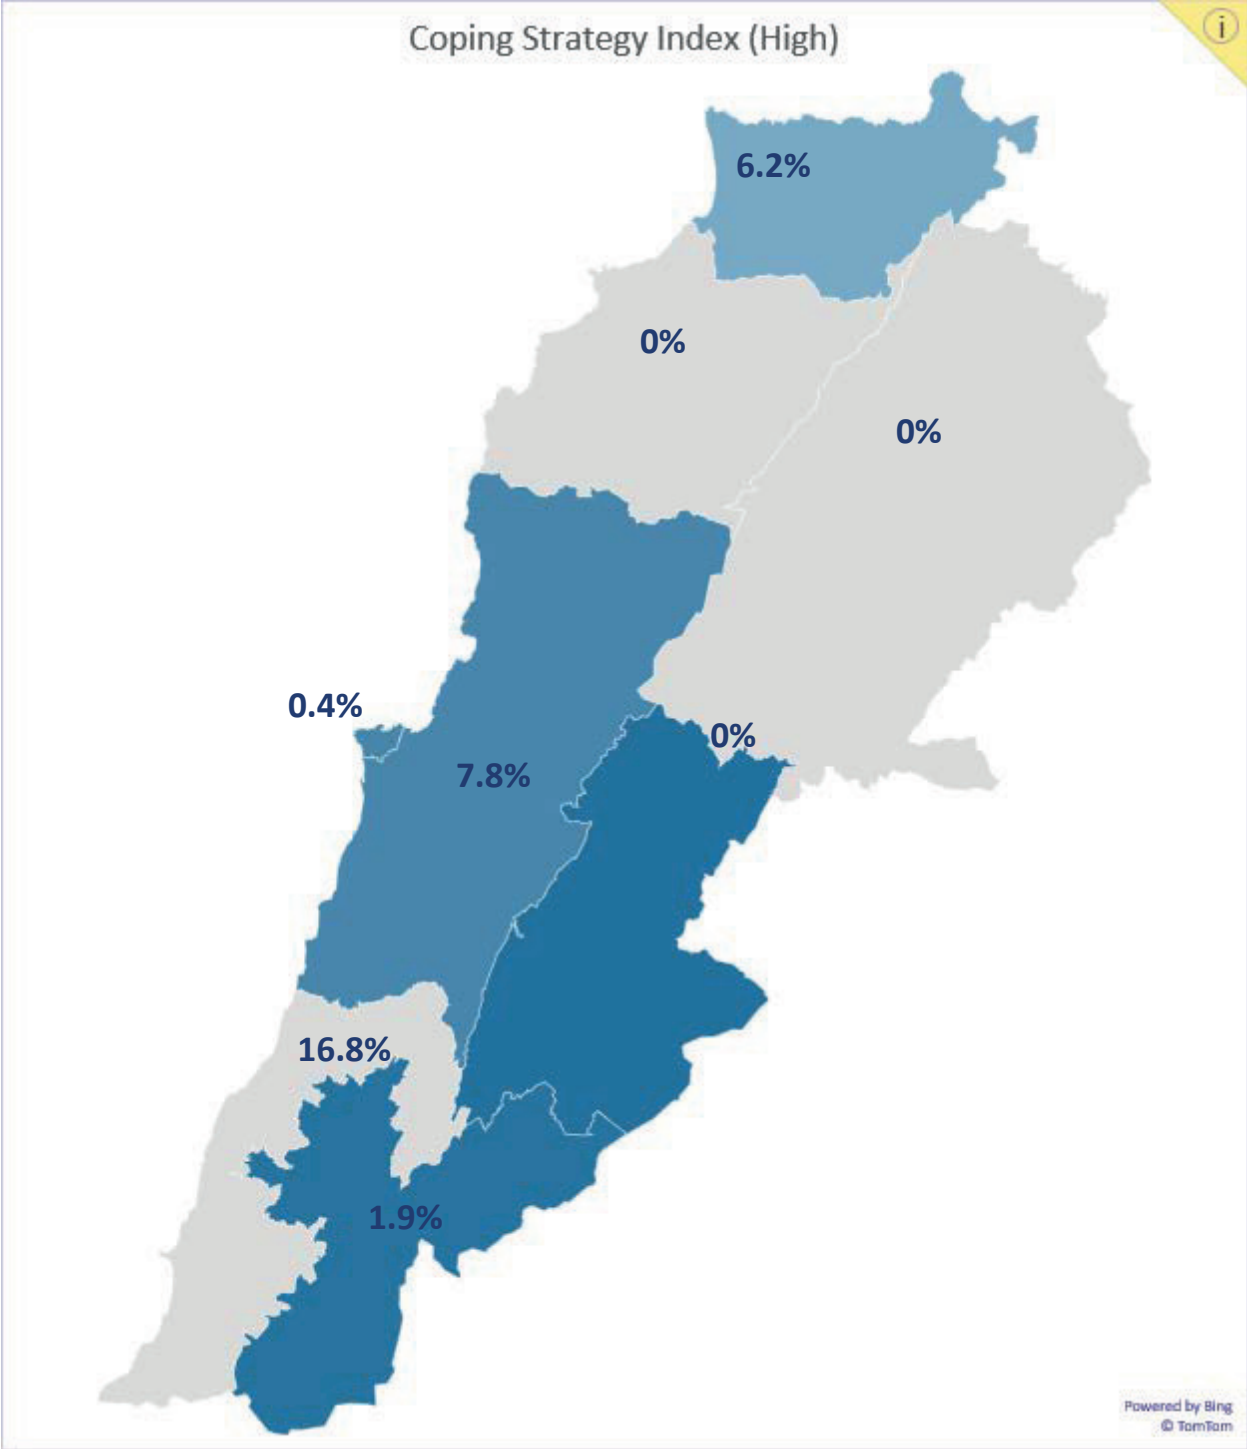 Coping Strategy Index (High)
i
6.2%
0%
0%
0.4%
0%
7.8%
16.8%
1.9%
Powered by Bing
© TomTom